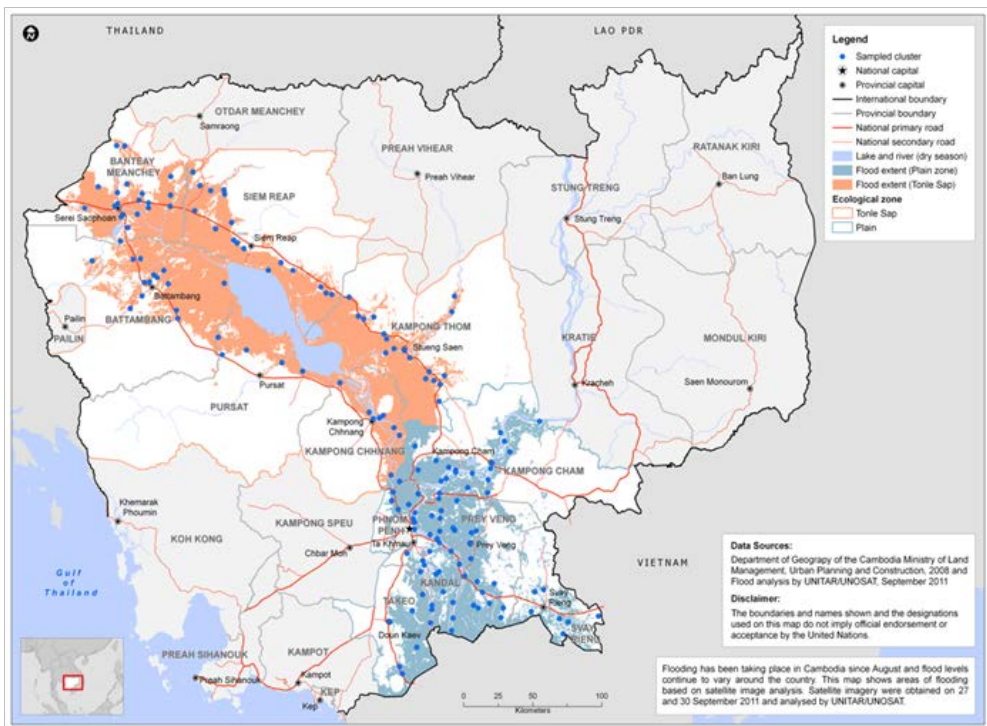 THAILAND
LAO PDR
Legend
Sampled cluster
National capital
Provincial capital
International boundary
Provincial boundary
National primary road
National secondary road
Lake and river (dry season)
Flood extent (Plain zone)
Flood extent (Tonle Sap)
Ecological zone
Tonle Sap
Plain
OTDAR MEANCHEY
Samraong
BANTEAY
MEANCHEY
PREAH VIHEAR
Preah Vihear
RATANAK KIRI
Ban Lung
STUNG TRENG
Stung Treng
SIEM REAP
Siem Reap
Serei Saophoan
Battambang
BATTAMBANG
Pailin
PAILIN
KAMPONG THOM
Stueng Saen
KRATIE
Kracheh
MONDUL KIRI
Saen Monourom
Pursat
PURSAT
Kampong
Chhnang
KAMPONG CHHNANG
Kampong Cham
KAMPONG CHAM
Khemarak
Phoumin
KOH KONG
KAMPONG SPEU
Chbar Mon
PHNOM
PENH
Ta Khmau
PREY VENG
Prey Veng
KANDAL
TAKEO
Doun Kaev
Svay
Rieng
SVAY
RIENG
VIETNAM
Gulf
of
Thailand
PREAH SIHANOUK
Preah Sihanouk
KAMPOT
Kampot
KEP
Kep
0 25 50 100
Kilometers
Data Sources:
Department of Geograpy of the Cambodia Ministry of Land
Management, Urban Planning and Construction, 2008 and
Flood analysis by UNITAR/UNOSAT, September 2011
Disclaimer:
The boundaries and names shown and the designations
used on this map do not imply official endorsement or
acceptance by the United Nations.
Flooding has been taking place in Cambodia since August and flood levels
continue to vary around the country. This map shows areas of flooding
based on satellite image analysis. Satellite imagery were obtained on 27
and 30 September 2011 and analysed by UNITAR/UNOSAT.